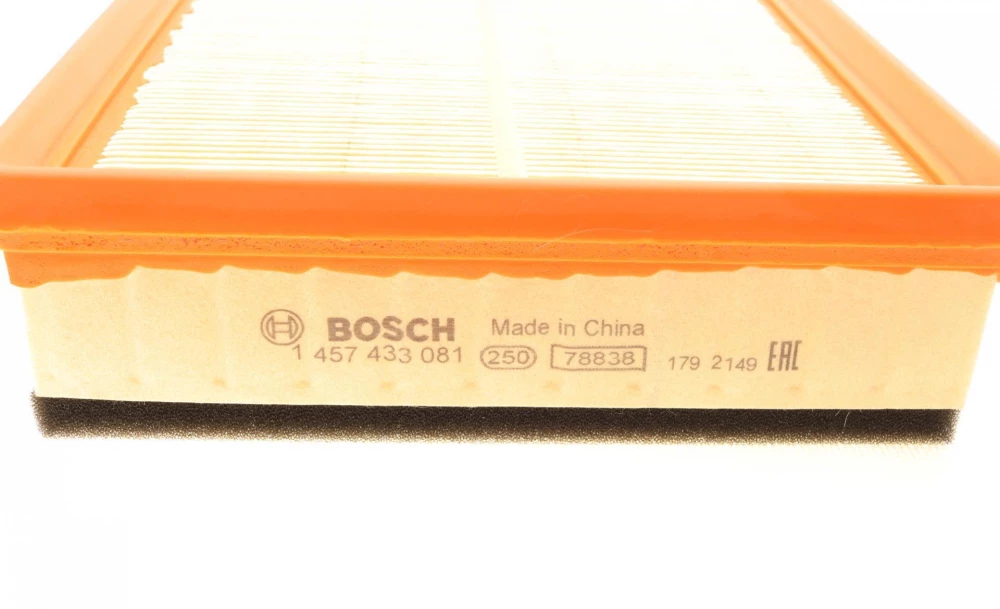 BOSCH Made in China
1 457 433 081 250 78838 179 2149 EAC